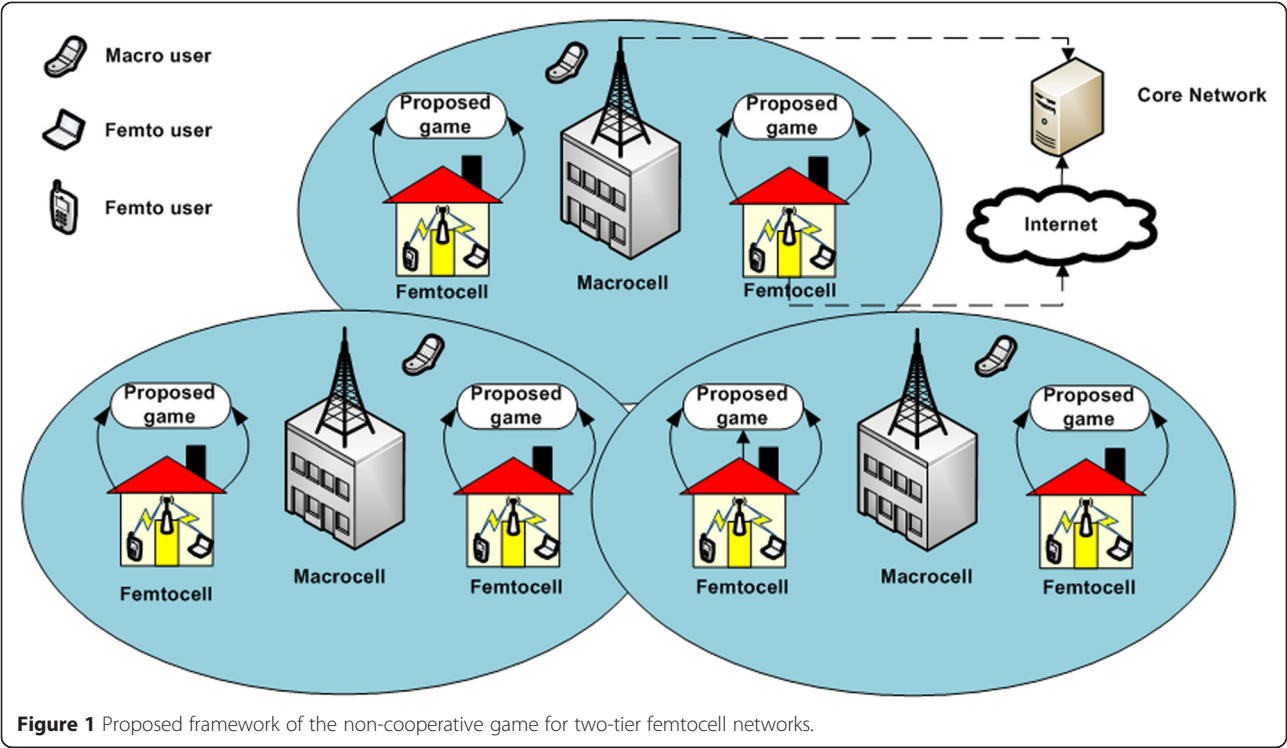 Macro user
Femto user
Femto user
Proposed
game
Proposed
game
Core Network
Internet
Macrocell
Femtocell
Femtocell
Proposed
game
Proposed
game
Proposed
game
Proposed
game
Femtocell
Macrocell
Femtocell
Femtocell
Macrocell
Femtocell
Figure 1 Proposed framework of the non-cooperative game for two-tier femtocell networks.